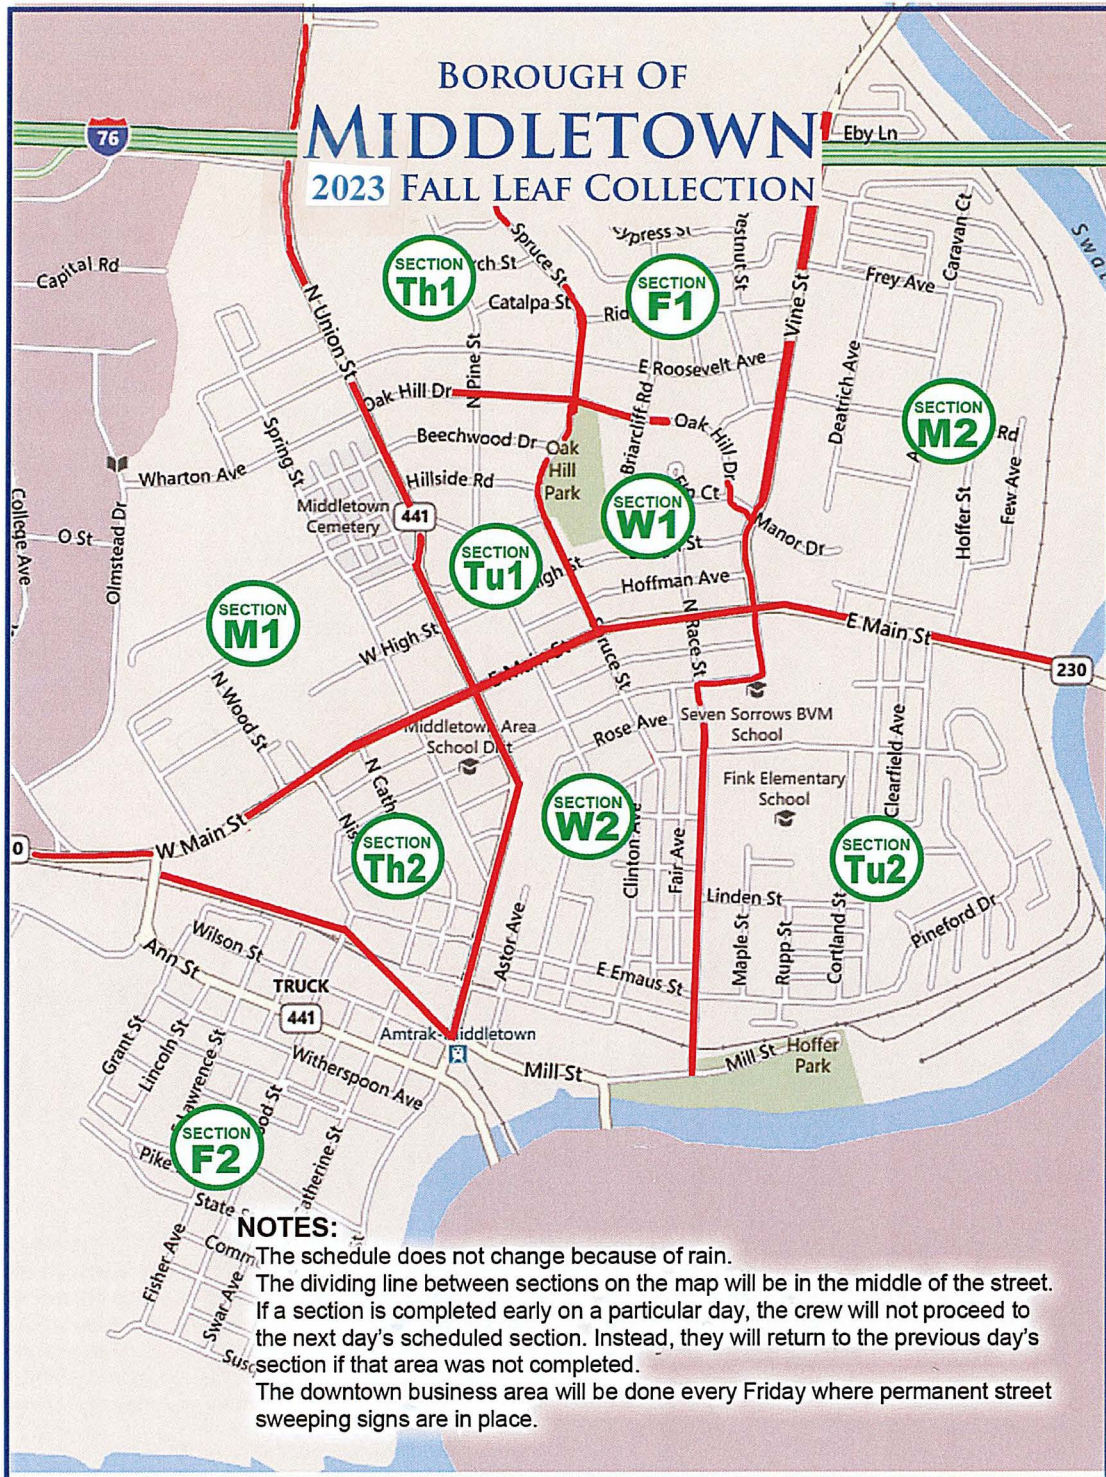 BOROUGH OF
MIDDLETOWN
2023 FALL LEAF COLLECTION
76
Eby Ln
Capital Rd
Caravan Ct
Frey Ave
Spruce St
SECTION
Th1
Catalpa St
SECTION
F1
Vine St
N Union St
N Pine St
E Roosevelt Ave
Deatrich Ave
Oak Hill Dr
Briarcliff Rd
Oak Hill Dr
SECTION
M2
Rd
Beechwood Dr
Oak
Hill
Park
Spring St
Wharton Ave
Hillside Rd
Few Ave
Hoffer St
College Ave
O St
Olmstead Dr
Middletown
Cemetery
441
SECTION
W1
Ct
Manor Dr
SECTION
Tu1
Hoffman Ave
SECTION
M1
W High St
N Race St
E Main St
E Main St
230
N Wood St
Middletown Area
School Dist
Rose Ave
Seven Sorrows BVM
School
Clearfield Ave
Fink Elementary
School
W Main St
SECTION
Th2
SECTION
W2
Clinton Ave
Fair Ave
SECTION
Tu2
Linden St
Maple St
Rupp St
Cortland St
Pineford Dr
Astor Ave
Wilson St
Ann St
TRUCK
441
E Emaus St
Amtrak-Middletown
Grant St
Lincoln St
Lawrence St
Witherspoon Ave
Mill St
Mill St
Hoffer
Park
SECTION
F2
Pike
State
Fisher Ave
Swar Ave
NOTES:
The schedule does not change because of rain.
The dividing line between sections on the map will be in the middle of the street.
If a section is completed early on a particular day, the crew will not proceed to
the next day's scheduled section. Instead, they will return to the previous day's
section if that area was not completed.
The downtown business area will be done every Friday where permanent street
sweeping signs are in place.